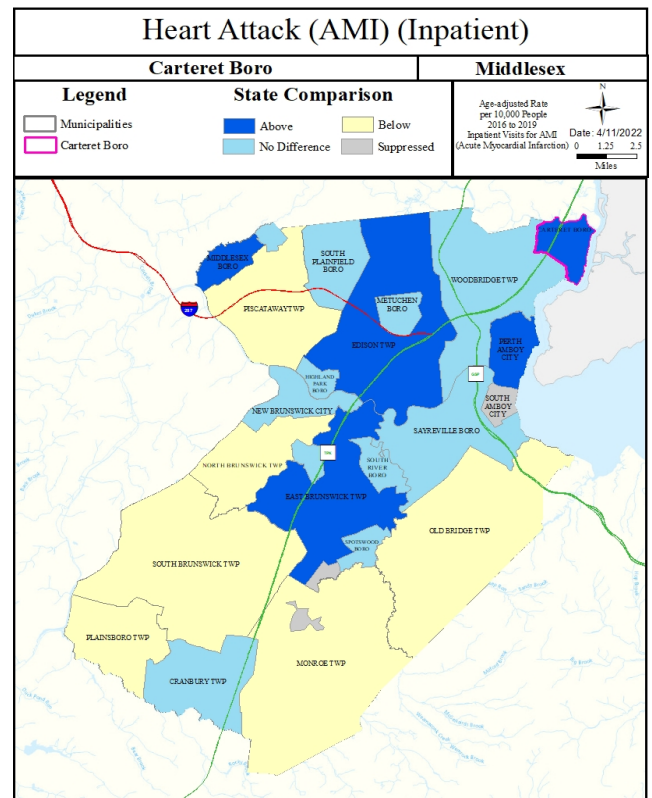 Heart Attack (AMI) (Inpatient)
Carteret Boro
Middlesex
Legend
Municipalities
Carteret Boro
State Comparison
Above
Below
No Difference
Suppressed
Age-adjusted Rate
per 10,000 People
2016 to 2019
Inpatient Visits for AMI
(Acute Myocardial Infarction)
N
Date: 4/11/2022
0 1.25 2.5
Miles
CARTERET BORO
MIDDLESEX
BORO
SOUTH
PLAINFIELD
BORO
WOODBRIDGE TWP
PISCATAWAY TWP
METUCHEN
BORO
287
EDISON TWP
PERTH
AMBOY
CITY
HIGHLAND
PARK
BORO
GSP
SOUTH
AMBOY
CITY
NEW BRUNSWICK CITY
SAYREVILLE BORO
NORTH BRUNSWICK TWP
SOUTH
RIVER
BORO
EAST BRUNSWICK TWP
OLD BRIDGE TWP
SPOTSWOOD
BORO
SOUTH BRUNSWICK TWP
PLAINSBORO TWP
MONROE TWP
CRANBURY TWP